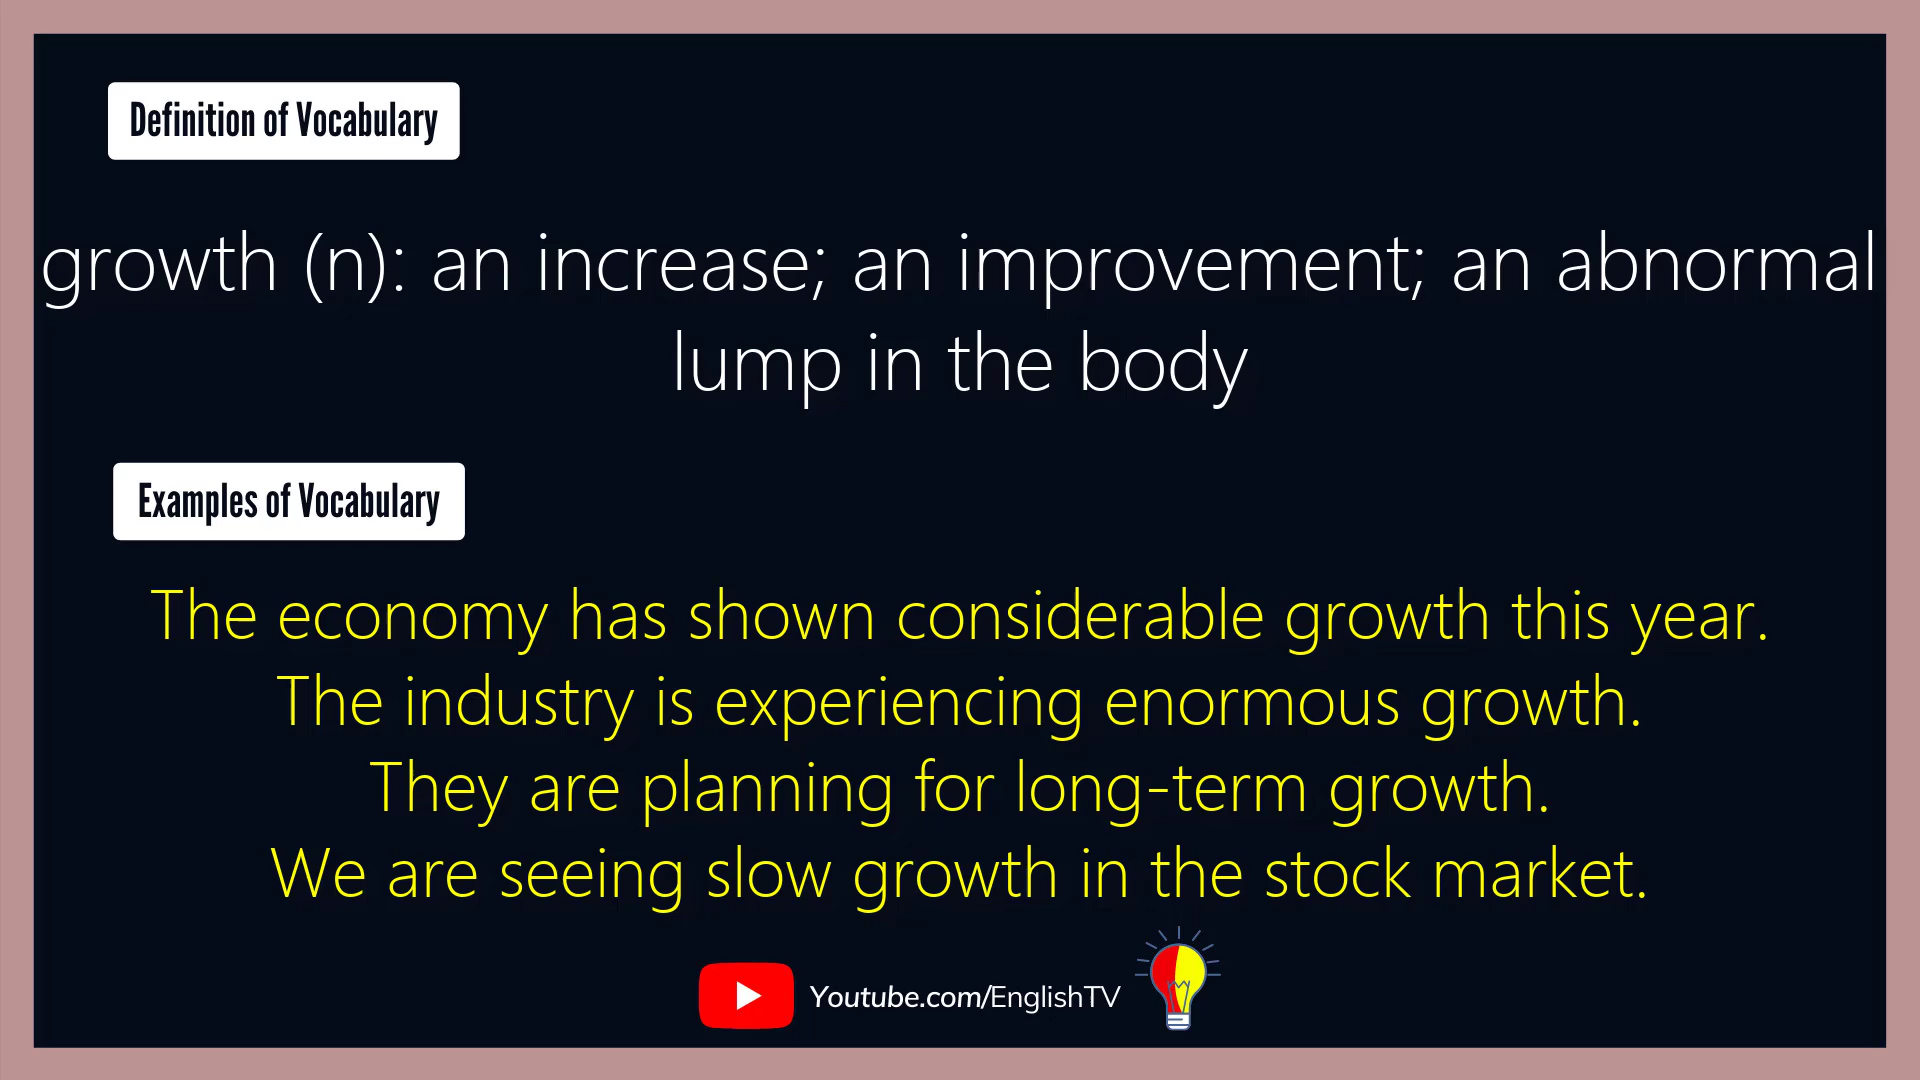 Definition of Vocabulary
growth (n): an increase; an improvement; an abnormal
lump in the body
Examples of Vocabulary
The economy has shown considerable growth this year.
The industry is experiencing enormous growth.
They are planning for long-term growth.
We are seeing slow growth in the stock market.
Youtube.com/EnglishTV